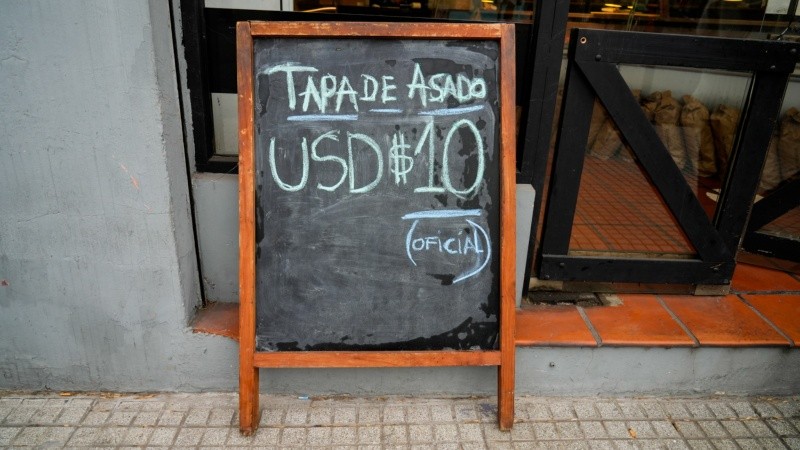 TAPA DE ASADO
USD$10
(OFICIAL)